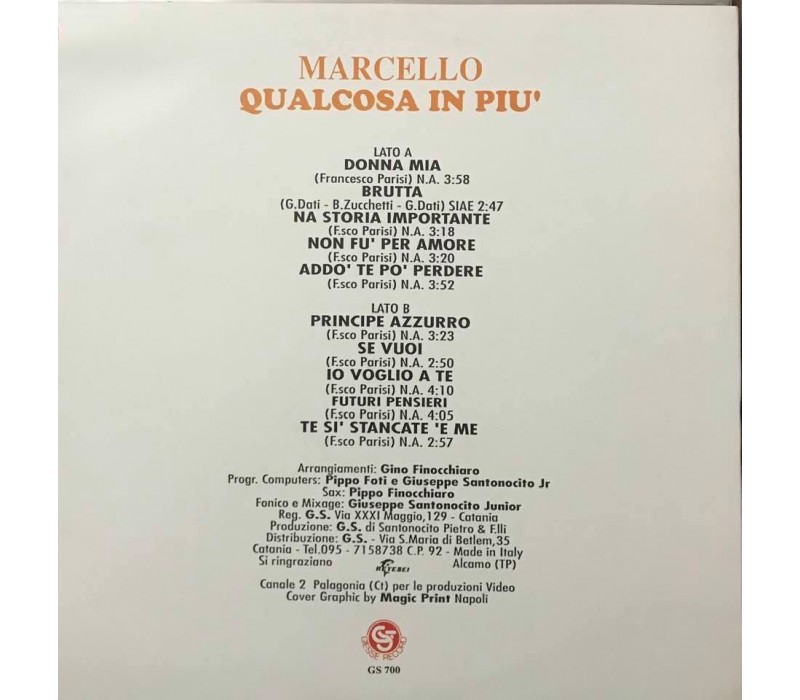 MARCELLO
QUALCOSA IN PIU'
LATO A
DONNA MIA
(Francesco Parisi) N.A. 3:58
BRUTTA
(G.Dati - B.Zucchetti - G.Dati) SIAE 2:47
NA STORIA IMPORTANTE
(F.sco Parisi) N.A. 3:18
NON FU' PER AMORE
(F.sco Parisi) N.A. 3:20
ADDO' TE PO' PERDERE
(F.sco Parisi) N.A. 3:52
LATO B
PRINCIPE AZZURRO
(F.sco Parisi) N.A. 3:23
SE VUOI
(F.sco Parisi) N.A. 2:50
IO VOGLIO A TE
(F.sco Parisi) N.A. 4:10
FUTURI PENSIERI
(F.sco Parisi) N.A. 4:05
TE SI' STANCATE 'E ME
(F.sco Parisi) N.A. 2:57
Arrangiamenti: Gino Finocchiaro
Progr. Computers: Pippo Foti e Giuseppe Santonocito Jr
Sax: Pippo Finocchiaro
Fonico e Mixage: Giuseppe Santonocito Junior
Reg. G.S. Via XXXI Maggio,129 - Catania
Produzione: G.S. di Santonocito Pietro & F.lli
Distribuzione: G.S. - Via S.Maria di Betlem,35
Catania - Tel.095 - 7158738 C.P. 92 - Made in Italy
Si ringraziano RETESEI Alcamo (TP)
Canale 2 Palagonia (Ct) per le produzioni Video
Cover Graphic by Magic Print Napoli
GS
GIESSE RECORD
GS 700